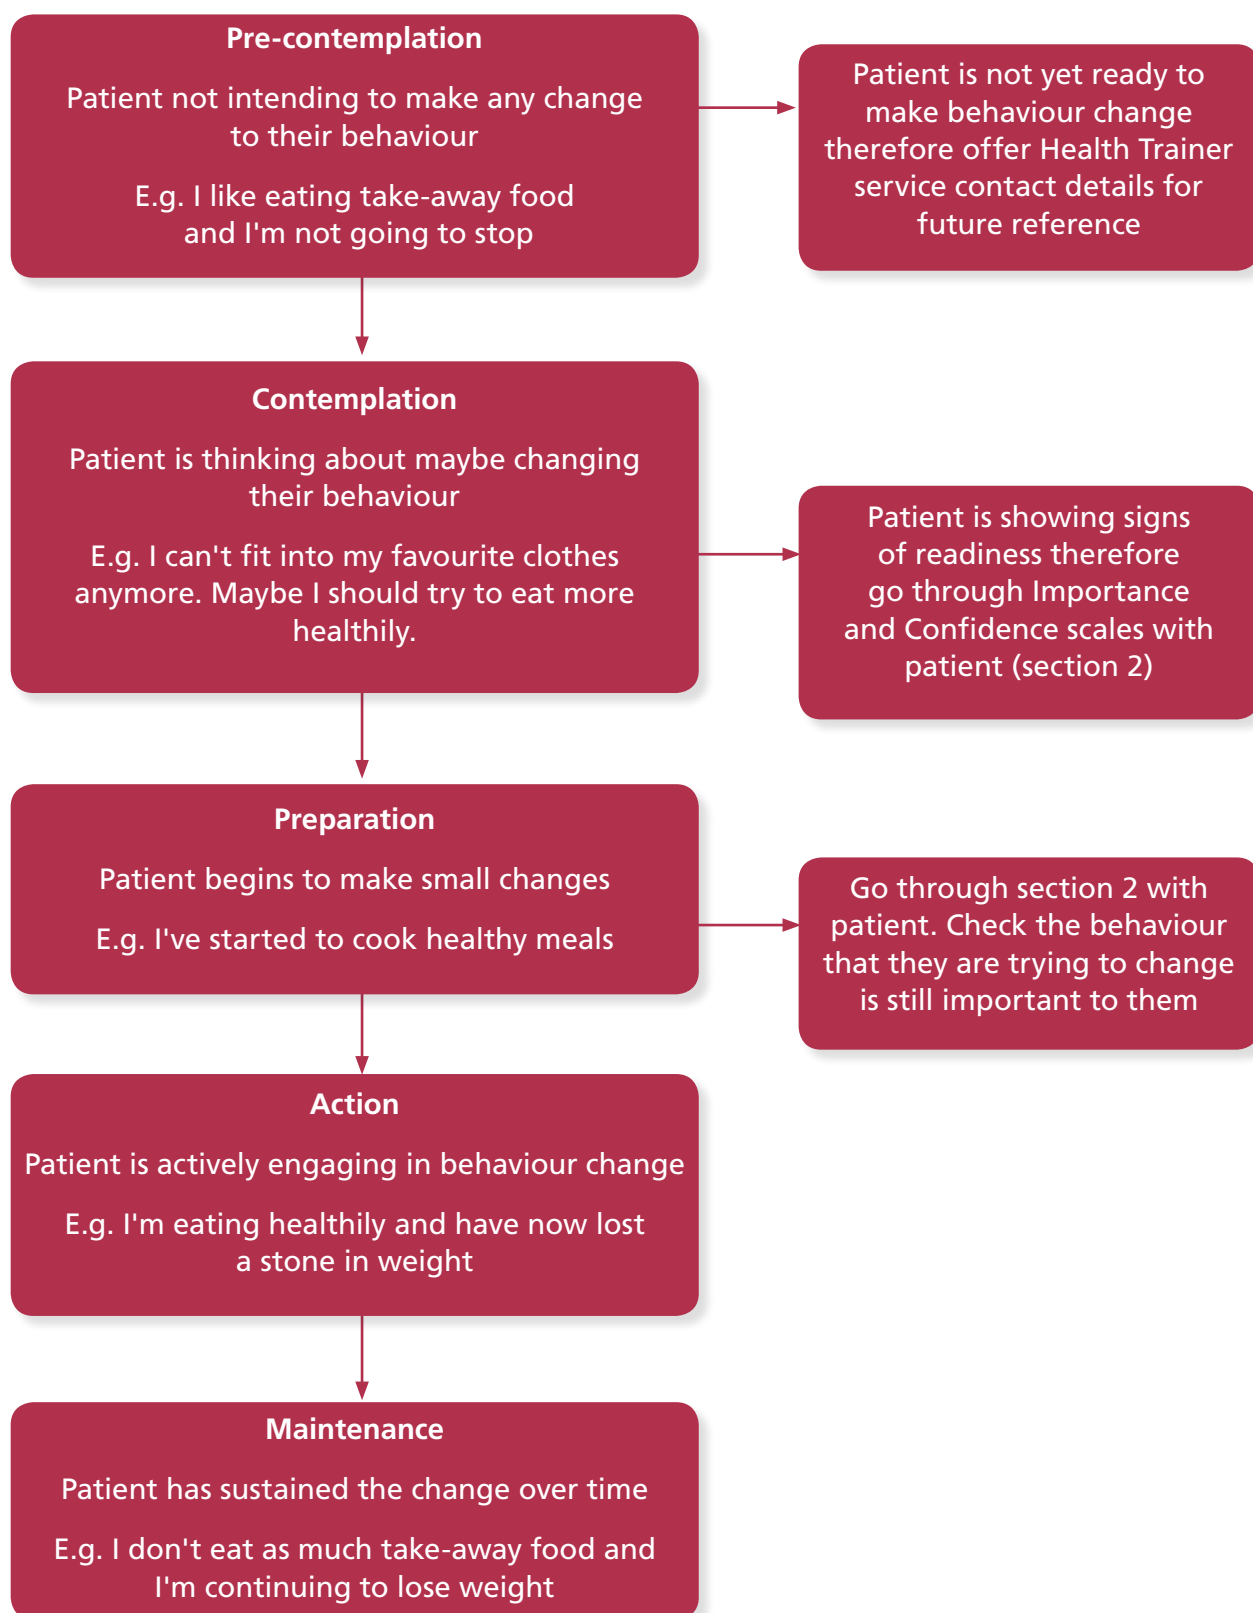 Pre-contemplation
Patient not intending to make any change
to their behaviour
E.g. I like eating take-away food
and I'm not going to stop
Patient is not yet ready to
make behaviour change
therefore offer Health Trainer
service contact details for
future reference
Contemplation
Patient is thinking about maybe changing
their behaviour
E.g. I can't fit into my favourite clothes
anymore. Maybe I should try to eat more
healthily.
Patient is showing signs
of readiness therefore
go through Importance
and Confidence scales with
patient (section 2)
Preparation
Patient begins to make small changes
E.g. I've started to cook healthy meals
Go through section 2 with
patient. Check the behaviour
that they are trying to change
is still important to them
Action
Patient is actively engaging in behaviour change
E.g. I'm eating healthily and have now lost
a stone in weight
Maintenance
Patient has sustained the change over time
E.g. I don't eat as much take-away food and
I'm continuing to lose weight